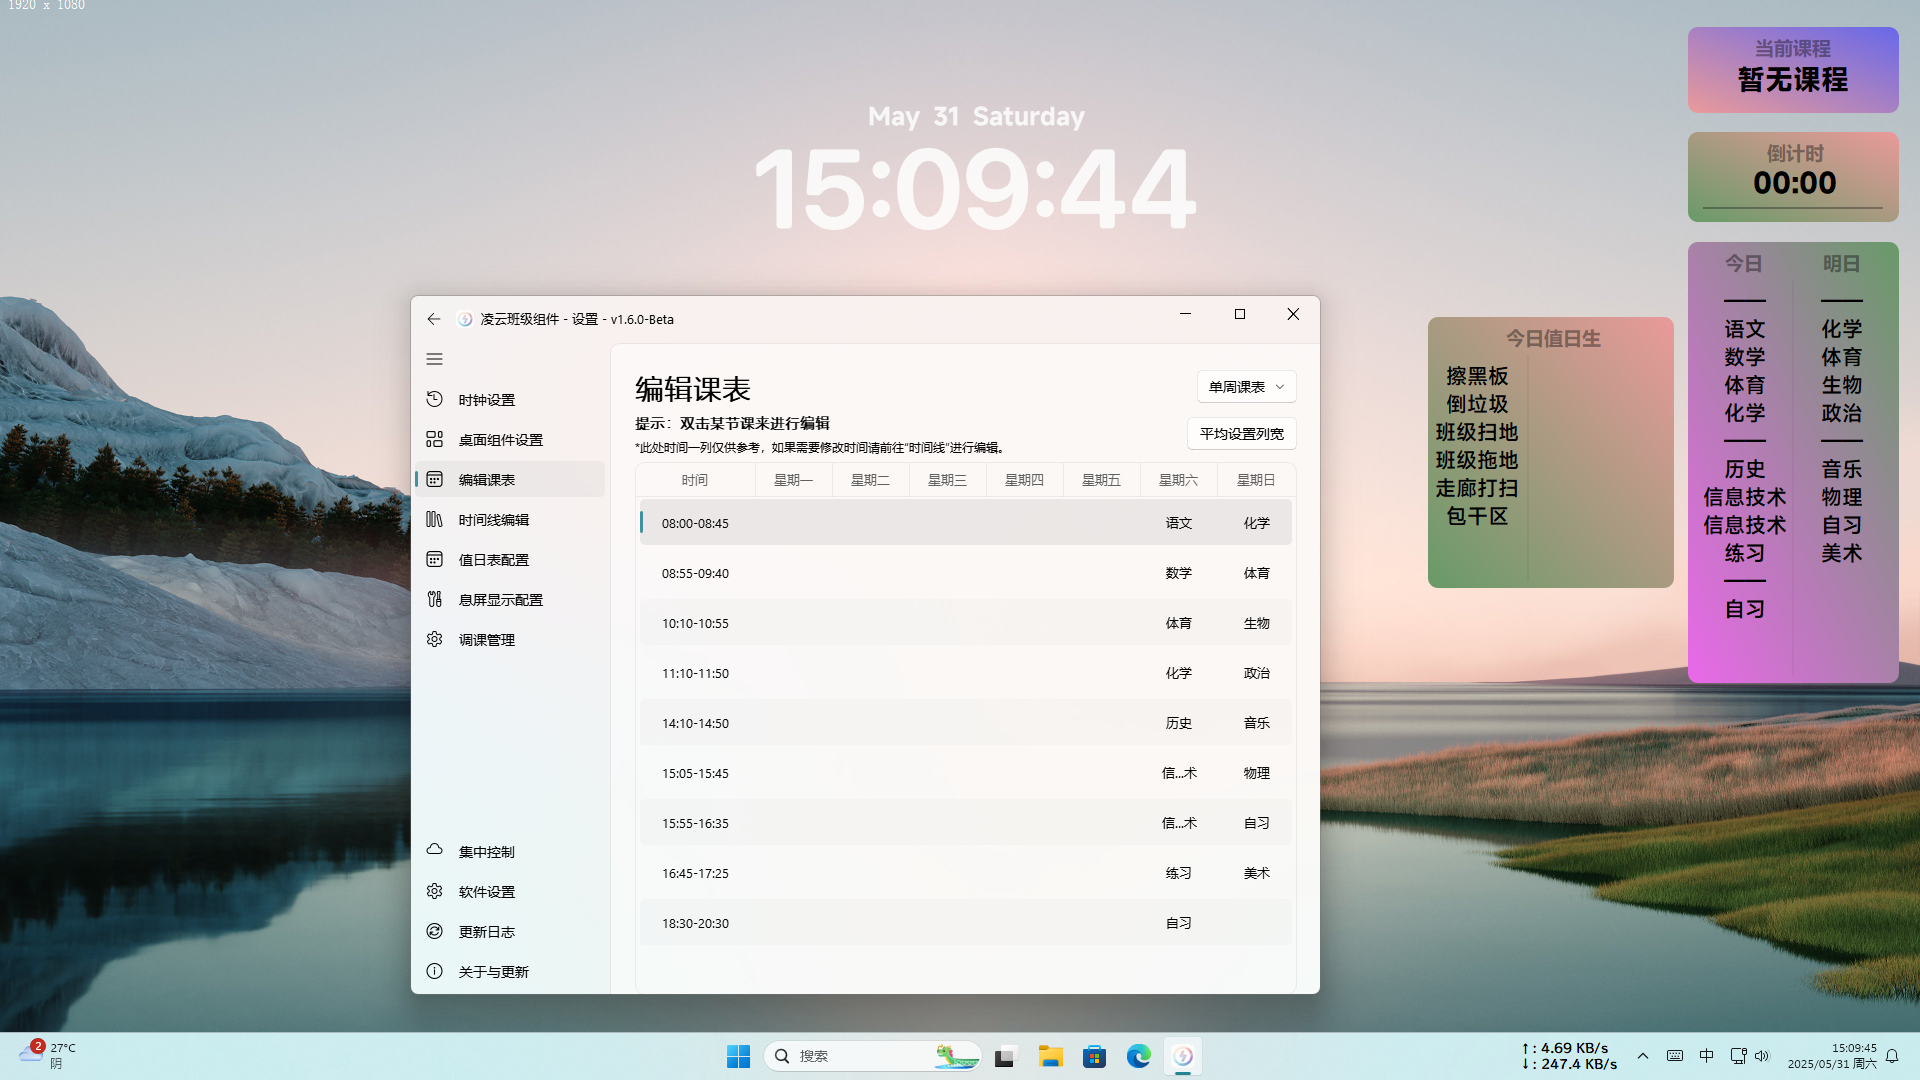 1920 x 1080
May 31 Saturday
15:09:44
当前课程
暂无课程
倒计时
00:00
今日 明日
语文 化学
数学 体育
体育 生物
化学 政治
历史 音乐
信息技术 物理
信息技术 自习
练习 美术
自习
今日值日生
擦黑板
倒垃圾
班级扫地
班级拖地
走廊打扫
包干区
凌云班级组件 - 设置 - v1.6.0-Beta
时钟设置
桌面组件设置
编辑课表
时间线编辑
值日表配置
息屏显示配置
调课管理
集中控制
软件设置
更新日志
关于与更新
编辑课表
单周课表
提示：双击某节课来进行编辑
*此处时间一列仅供参考，如果需要修改时间请前往“时间线”进行编辑。
平均设置列宽
时间 星期一 星期二 星期三 星期四 星期五 星期六 星期日
08:00-08:45 语文 化学
08:55-09:40 数学 体育
10:10-10:55 体育 生物
11:10-11:50 化学 政治
14:10-14:50 历史 音乐
15:05-15:45 信...术 物理
15:55-16:35 信...术 自习
16:45-17:25 练习 美术
18:30-20:30 自习
2
27°C
阴
搜索
↑: 4.69 KB/s
↓: 247.4 KB/s
中
15:09:45
2025/05/31 周六